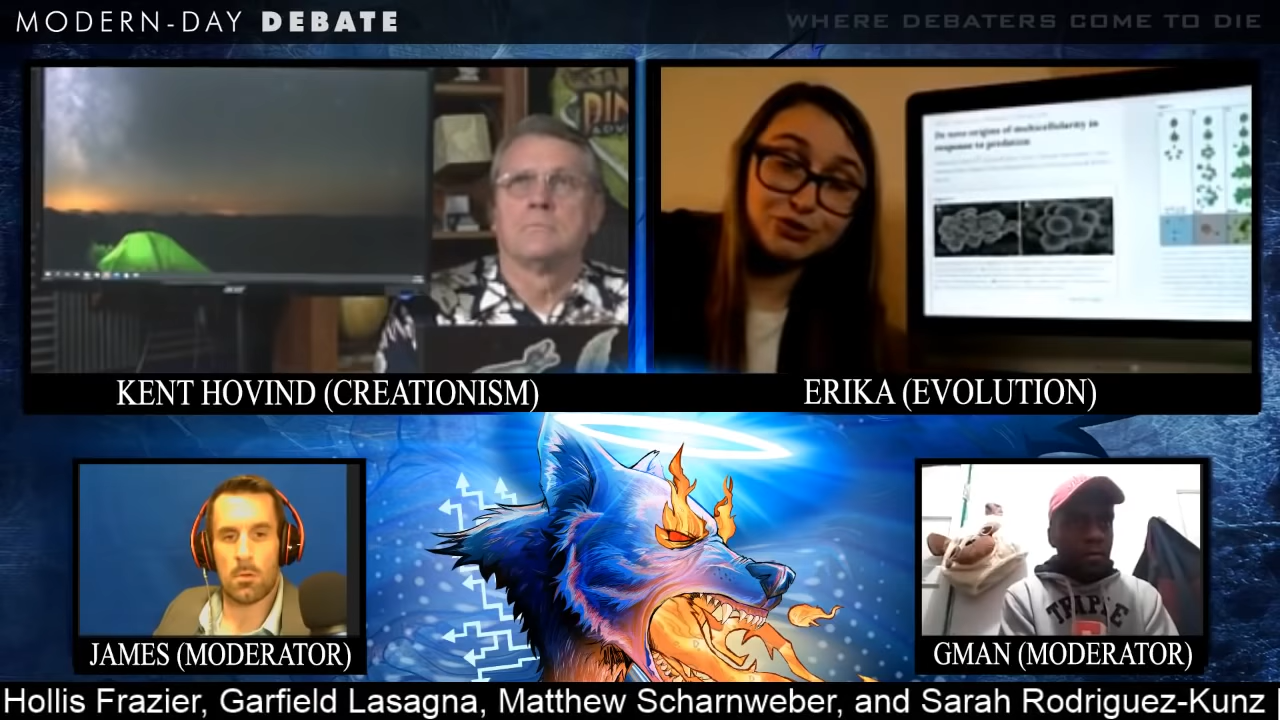 MODERN-DAY DEBATE
WHERE DEBATERS COME TO DIE
De novo origins of multicellularity in
response to predation
KENT HOVIND (CREATIONISM)
ERIKA (EVOLUTION)
JAMES (MODERATOR)
GMAN (MODERATOR)
Hollis Frazier, Garfield Lasagna, Matthew Scharnweber, and Sarah Rodriguez-Kunz